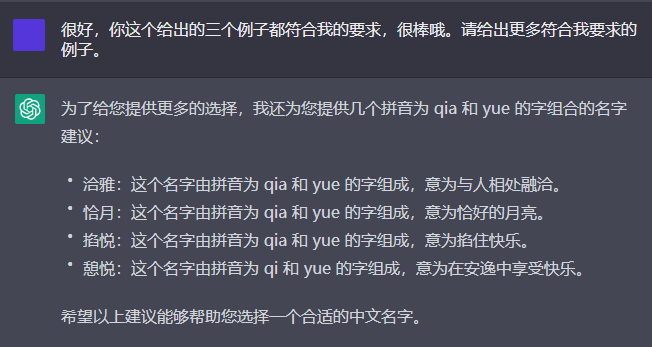 很好，你这个给出的三个例子都符合我的要求，很棒哦。请给出更多符合我要求的
例子。
为了给您提供更多的选择，我还为您提供几个拼音为 qia 和 yue 的字组合的名字
建议：
• 洽雅：这个名字由拼音为 qia 和 yue 的字组成，意为与人相处融洽。
• 恰月：这个名字由拼音为 qia 和 yue 的字组成，意为恰好的月亮。
• 掐悦：这个名字由拼音为 qia 和 yue 的字组成，意为掐住快乐。
• 憩悦：这个名字由拼音为 qi 和 yue 的字组成，意为在安逸中享受快乐。
希望以上建议能够帮助您选择一个合适的中文名字。